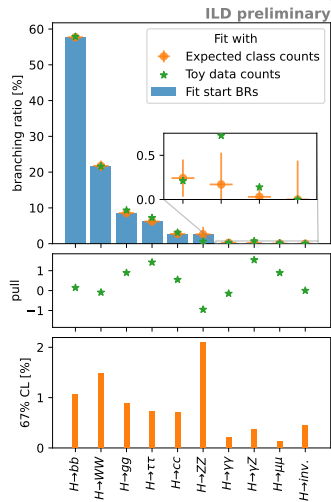 ILD preliminary
Fit with
Expected class counts
Toy data counts
Fit start BRs
branching ratio [%]
60
50
40
30
20
10
0
0.5
0.0
pull
1
0
−1
67% CL [%]
2
1
0
H→bb
H→WW
H→gg
H→ττ
H→cc
H→ZZ
H→γγ
H→γZ
H→μμ
H→inv.